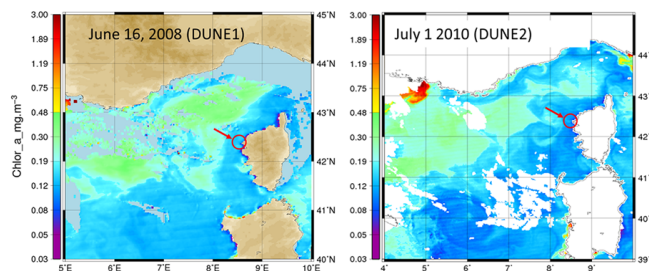 June 16, 2008 (DUNE1)
Chlor_a_mg.m-3
3.00
1.89
1.19
0.75
0.48
0.30
0.19
0.12
0.08
0.05
0.03
45˚N
44˚N
43˚N
42˚N
41˚N
40˚N
5˚E
6˚E
7˚E
8˚E
9˚E
10˚E
July 1 2010 (DUNE2)
3.00
1.89
1.19
0.75
0.48
0.30
0.19
0.12
0.08
0.05
0.03
44˚
43˚
42˚
41˚
40˚
39˚
4˚
5˚
6˚
7˚
8˚
9˚